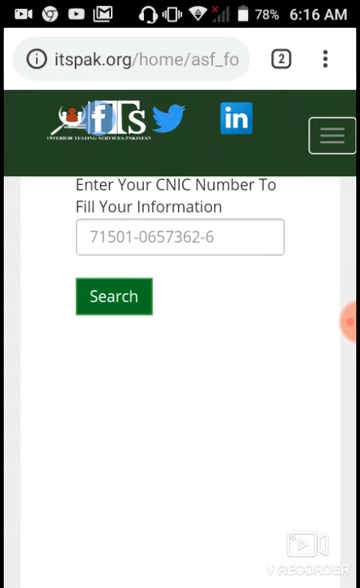 78% 6:16 AM
itspak.org/home/asf_fo
2
f Ts in
INTERIOR TESTING SERVICES-PAKISTAN
Enter Your CNIC Number To
Fill Your Information
71501-0657362-6
Search
V RECORDER